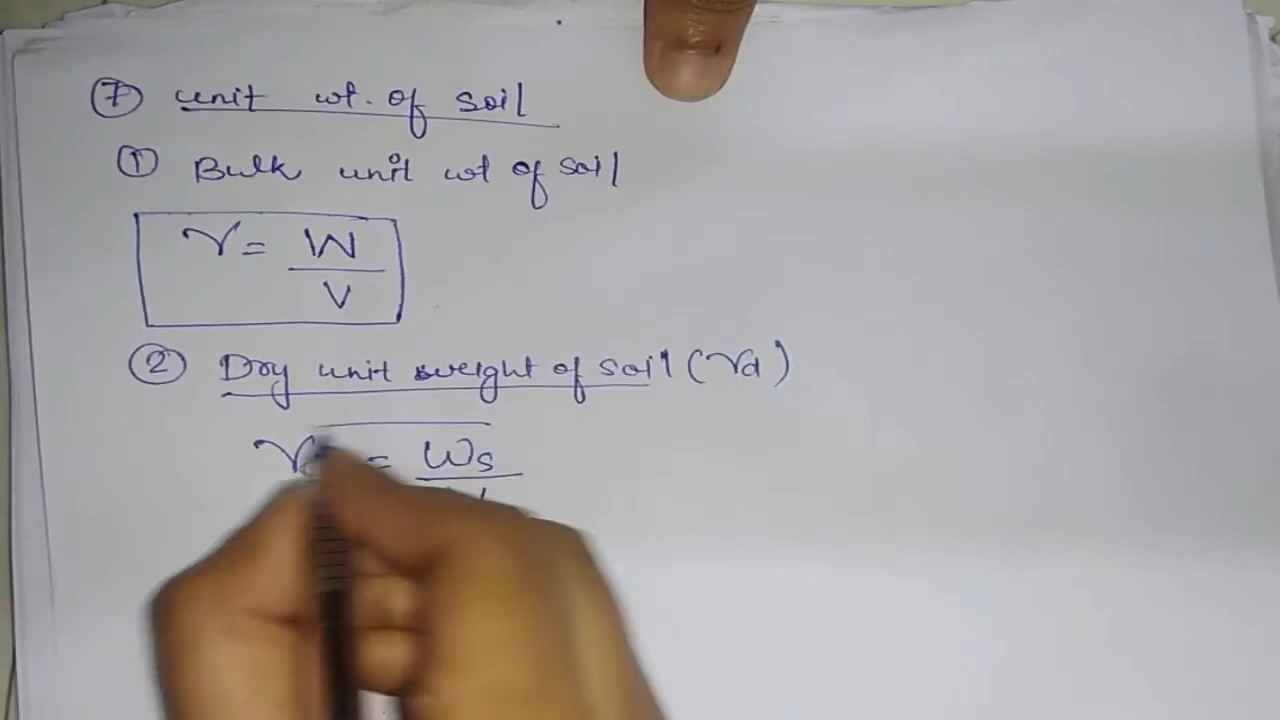 ⑦ unit wt. of soil
① Bulk unit wt of soil
γ = W
V
② Dry unit weight of soil (γd)
γ = Ws